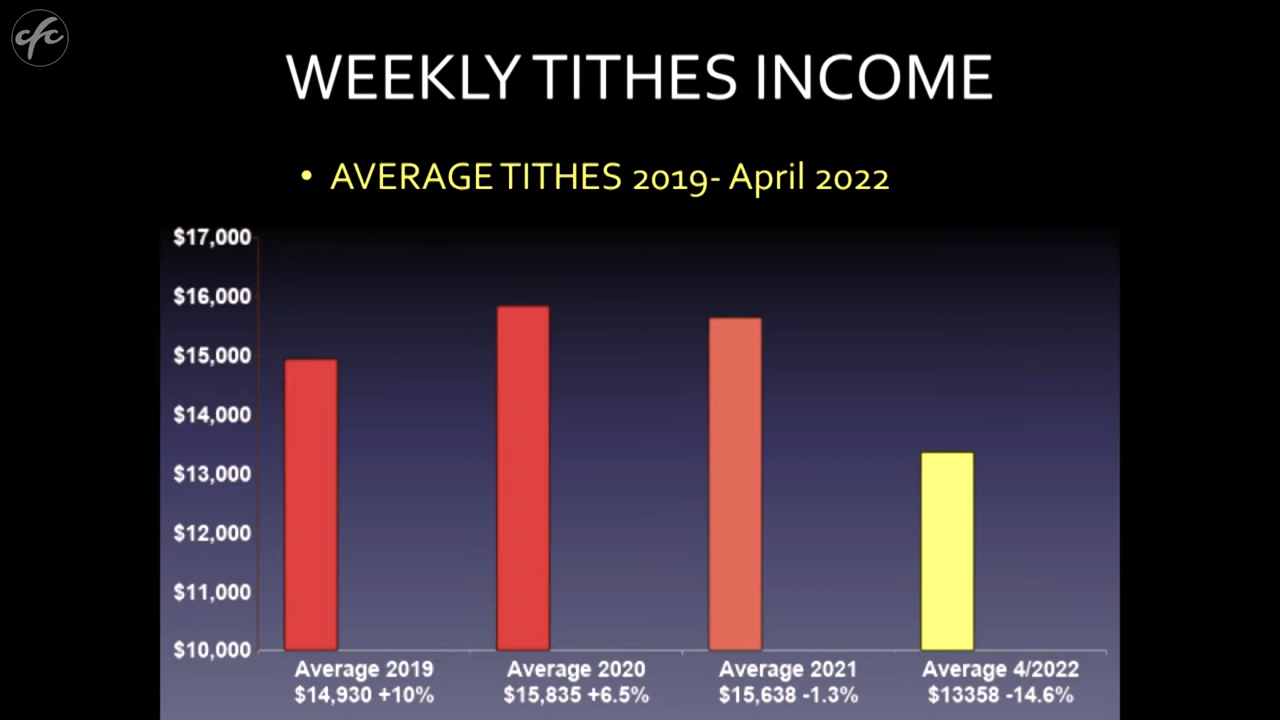 cfc
WEEKLY TITHES INCOME
• AVERAGE TITHES 2019- April 2022
$17,000
$16,000
$15,000
$14,000
$13,000
$12,000
$11,000
$10,000
Average 2019 Average 2020 Average 2021 Average 4/2022
$14,930 +10% $15,835 +6.5% $15,638 -1.3% $13358 -14.6%